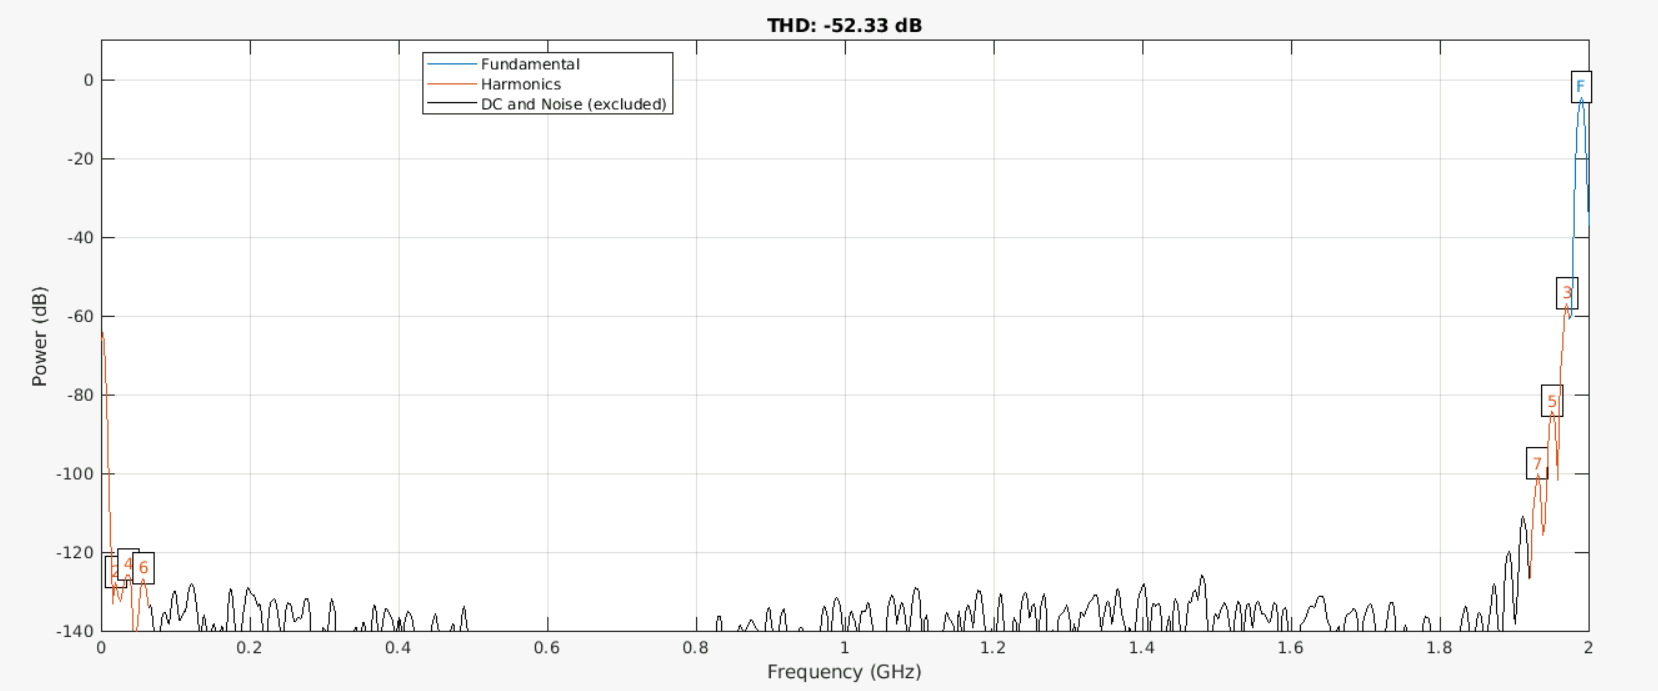 THD: -52.33 dB
Fundamental
Harmonics
DC and Noise (excluded)
F
3
5
7
2
4
6
0
-20
-40
-60
-80
-100
-120
-140
Power (dB)
0 0.2 0.4 0.6 0.8 1 1.2 1.4 1.6 1.8 2
Frequency (GHz)